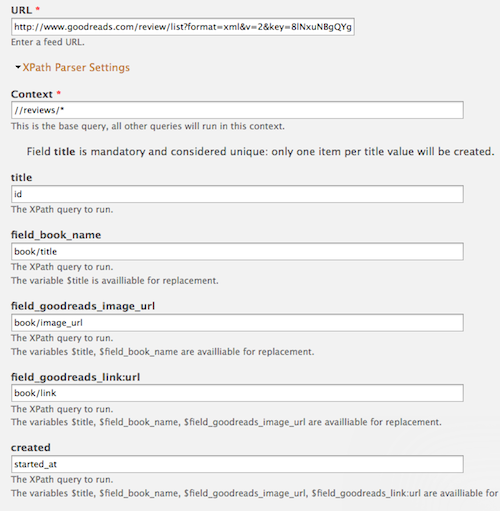 URL *
http://www.goodreads.com/review/list?format=xml&v=2&key=8lNxuNBgQYg
Enter a feed URL.
XPath Parser Settings
Context *
//reviews/*
This is the base query, all other queries will run in this context.
Field title is mandatory and considered unique: only one item per title value will be created.
title
id
The XPath query to run.
field_book_name
book/title
The XPath query to run.
The variable $title is availliable for replacement.
field_goodreads_image_url
book/image_url
The XPath query to run.
The variables $title, $field_book_name are availliable for replacement.
field_goodreads_link:url
book/link
The XPath query to run.
The variables $title, $field_book_name, $field_goodreads_image_url are availliable for replacement.
created
started_at
The XPath query to run.
The variables $title, $field_book_name, $field_goodreads_image_url, $field_goodreads_link:url are availliable for